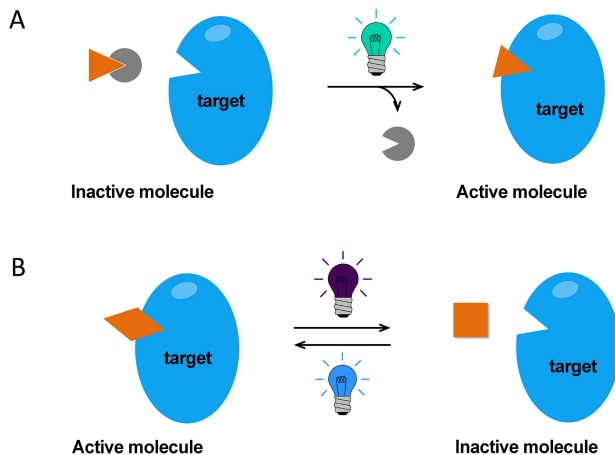 A
target
target
Inactive molecule
Active molecule
B
target
target
Active molecule
Inactive molecule